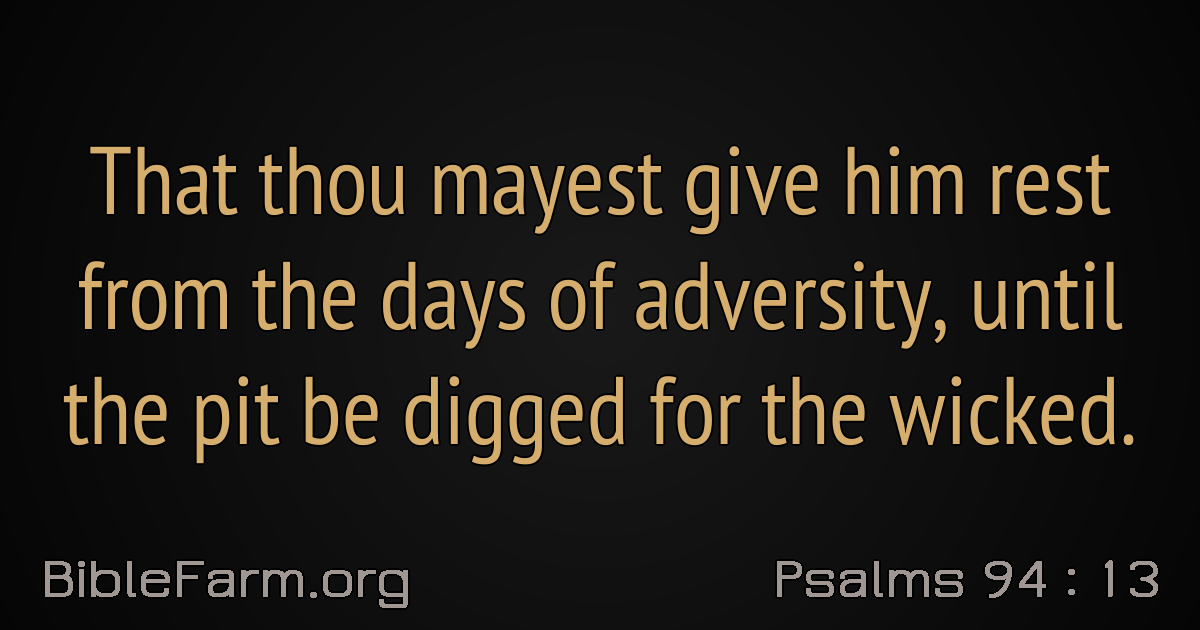 That thou mayest give him rest
from the days of adversity, until
the pit be digged for the wicked.
BibleFarm.org
Psalms 94 : 13